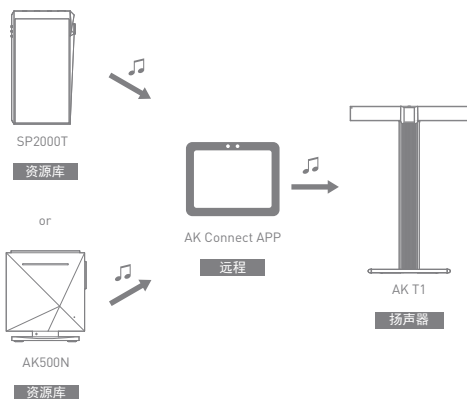 SP2000T
资源库
or
AK500N
资源库
AK Connect APP
远程
AK T1
扬声器